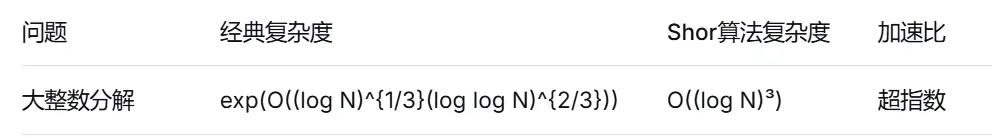 问题 经典复杂度 Shor算法复杂度 加速比
大整数分解 exp(O((log N)^{1/3}(log log N)^{2/3})) O((log N)³) 超指数